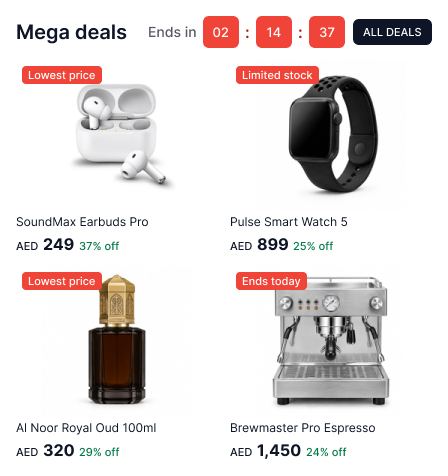 Mega deals
Ends in 02 : 14 : 37
ALL DEALS
Lowest price
Limited stock
SoundMax Earbuds Pro
AED 249 37% off
Pulse Smart Watch 5
AED 899 25% off
Lowest price
Ends today
Al Noor Royal Oud 100ml
AED 320 29% off
Brewmaster Pro Espresso
AED 1,450 24% off